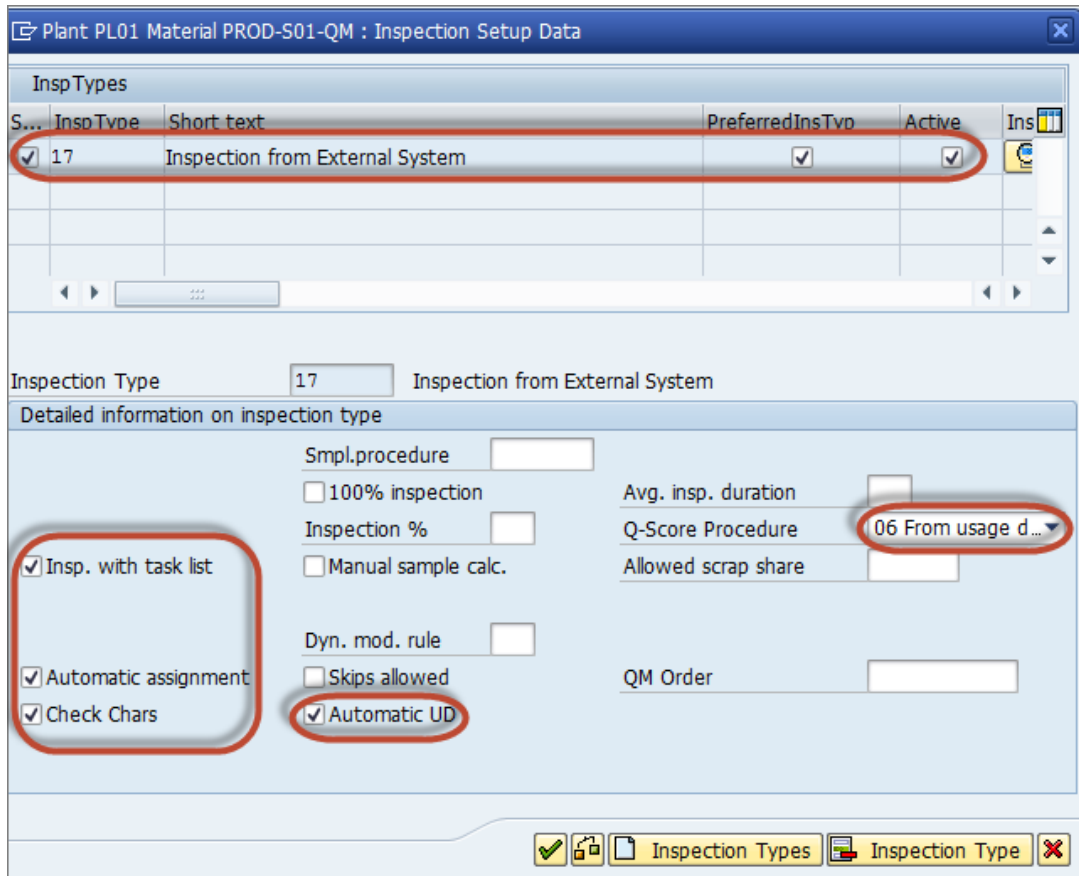 Plant PL01 Material PROD-S01-QM : Inspection Setup Data
InspTypes
S... InspType Short text PreferredInsTyp Active Ins
17 Inspection from External System
Inspection Type 17 Inspection from External System
Detailed information on inspection type
Smpl.procedure
100% inspection Avg. insp. duration
Inspection % Q-Score Procedure 06 From usage d...
Insp. with task list Manual sample calc. Allowed scrap share
Dyn. mod. rule
Automatic assignment Skips allowed QM Order
Check Chars Automatic UD
Inspection Types Inspection Type